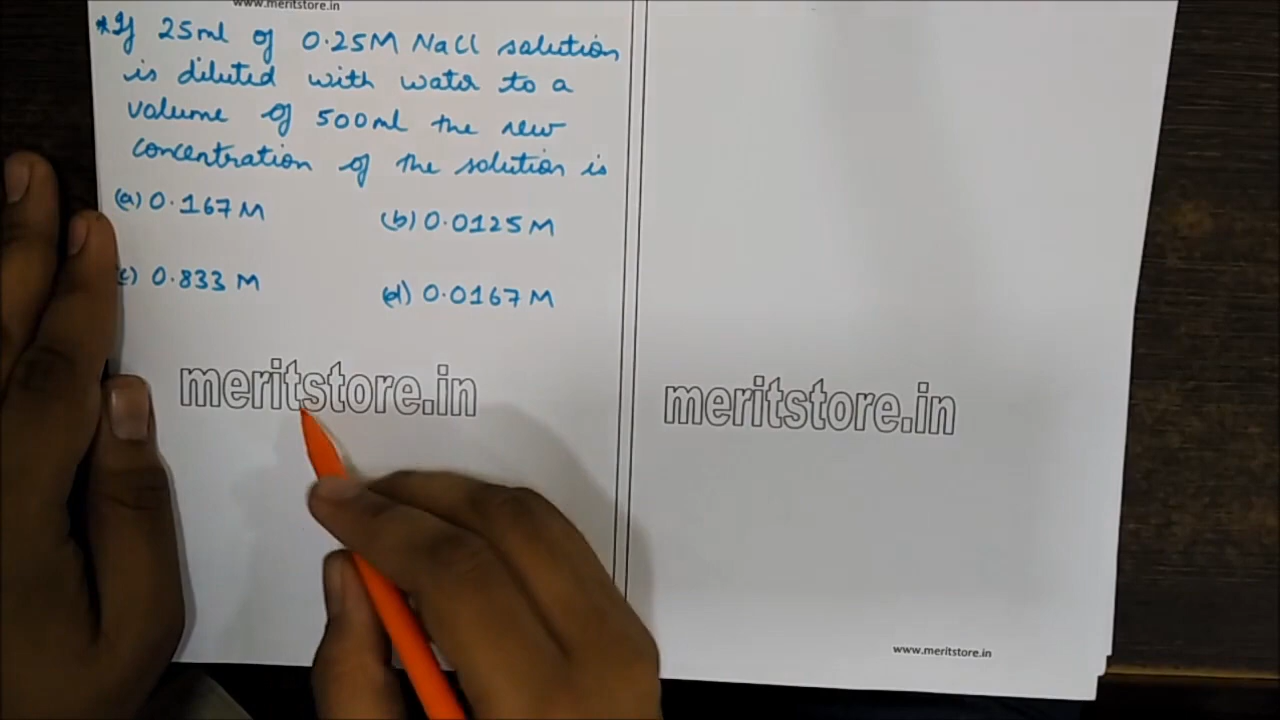 www.meritstore.in
*If 25ml of 0.25M NaCl solution
is diluted with water to a
volume of 500ml the new
concentration of the solution is
(a) 0.167 M (b) 0.0125 M
c) 0.833 M (d) 0.0167 M
meritstore.in meritstore.in
www.meritstore.in